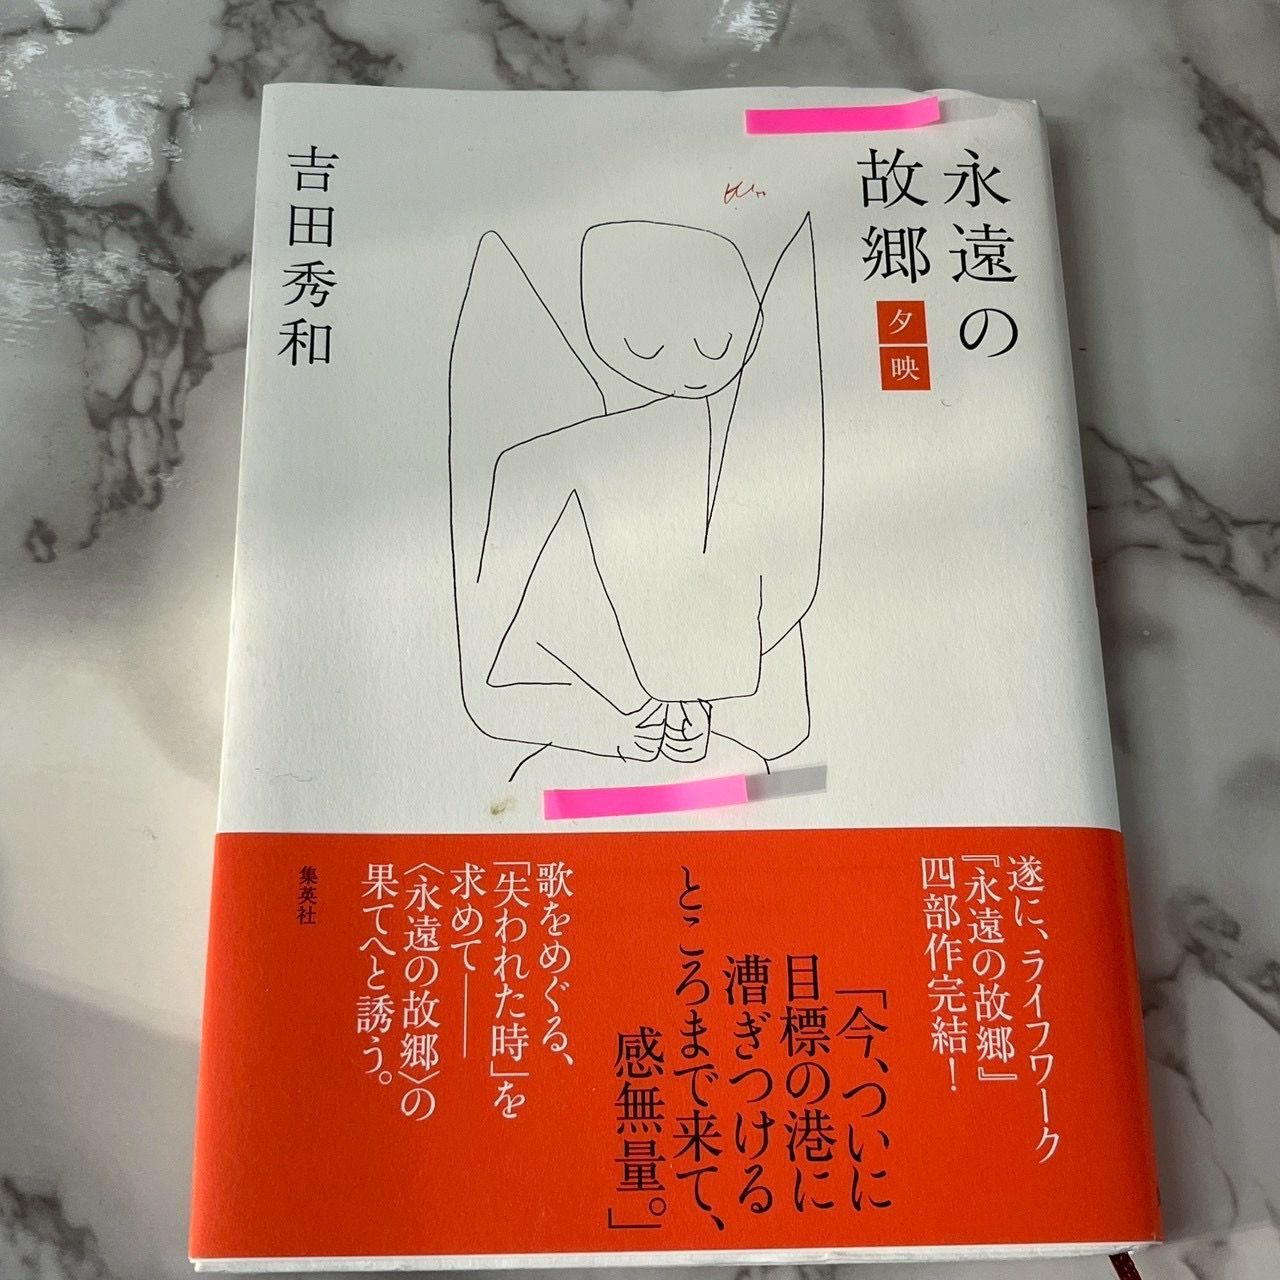 永遠の
故郷
夕映
吉田秀和
遂に、ライフワーク
『永遠の故郷』
四部作完結！
「今、ついに
目標の港に
漕ぎつける
ところまで来て、
感無量。」
歌をめぐる、
「失われた時」を
求めて――
〈永遠の故郷〉の
果てへと誘う。
集英社